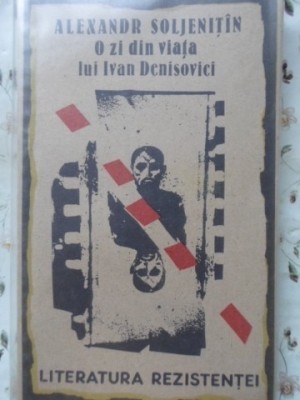 ALEXANDR SOLJENIȚÎN
O zi din viața
lui Ivan Denisovici
LITERATURA REZISTENȚEI